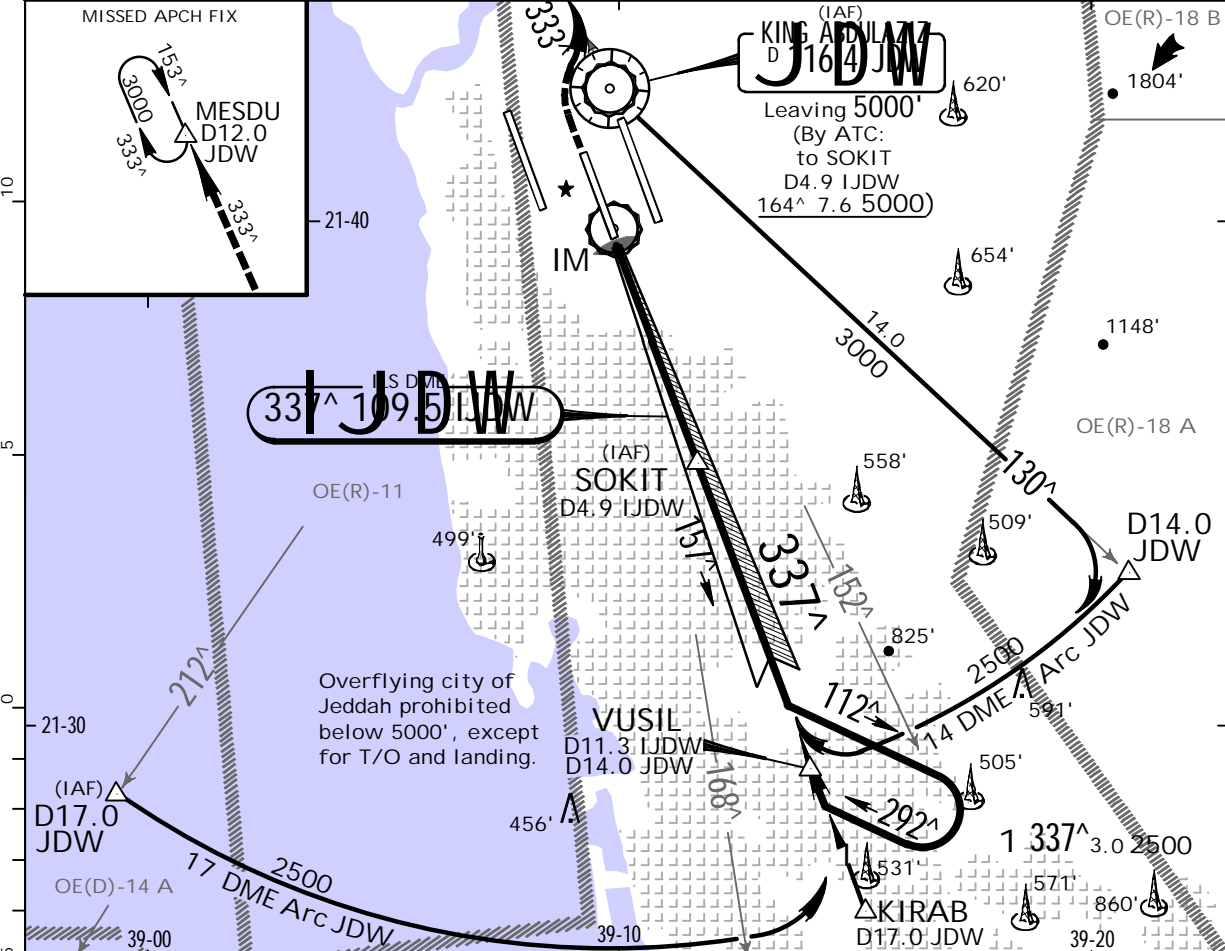 MISSED APCH FIX
153^
3000
333^
MESDU
D12.0
JDW
333^
333^
(IAF)
KING ABDULAZIZ
D 116.4 JDW
J D W
Leaving 5000'
(By ATC:
to SOKIT
D4.9 IJDW
164^ 7.6 5000)
OE(R)-18 B
1804'
620'
10
21-40
IM
654'
14.0
3000
1148'
ILS DME
337^ 109.5 IJDW
I J D W
OE(R)-18 A
5
(IAF)
SOKIT
D4.9 IJDW
OE(R)-11
558'
130^
509'
D14.0
JDW
499'
157^
337^
152^
825'
212^
2500
14 DME Arc JDW
591'
Overflying city of
Jeddah prohibited
below 5000', except
for T/O and landing.
0
21-30
112^
VUSIL
D11.3 IJDW
D14.0 JDW
168^
505'
(IAF)
D17.0
JDW
456'
292^
1 337^ 3.0 2500
2500
17 DME Arc JDW
531'
OE(D)-14 A
571'
860'
KIRAB
D17.0 JDW
39-00
39-10
39-20
5